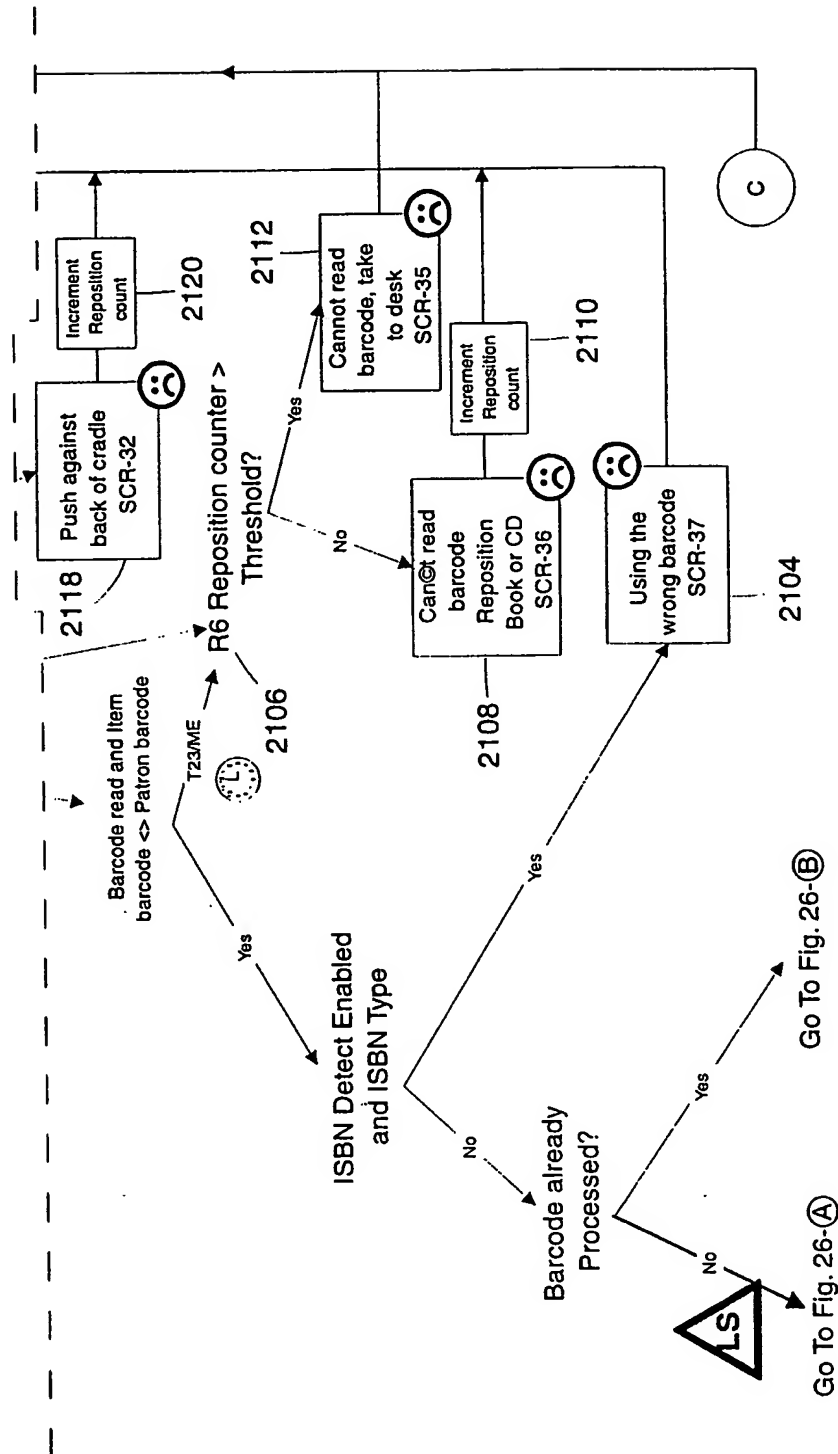 Push against
back of cradle
SCR-32
2118
Increment
Reposition
count
2120
Barcode read and Item
barcode <> Patron barcode
T23/ME
L
R6 Reposition counter >
Threshold?
2106
Yes
No
Cannot read
barcode, take
to desk
SCR-35
2112
Can©t read
barcode
Reposition
Book or CD
SCR-36
2108
Increment
Reposition
count
2110
Yes
ISBN Detect Enabled
and ISBN Type
Yes
Using the
wrong barcode
SCR-37
2104
No
Barcode already
Processed?
Yes
No
LS
Go To Fig. 26-Ⓐ
Go To Fig. 26-Ⓑ
C